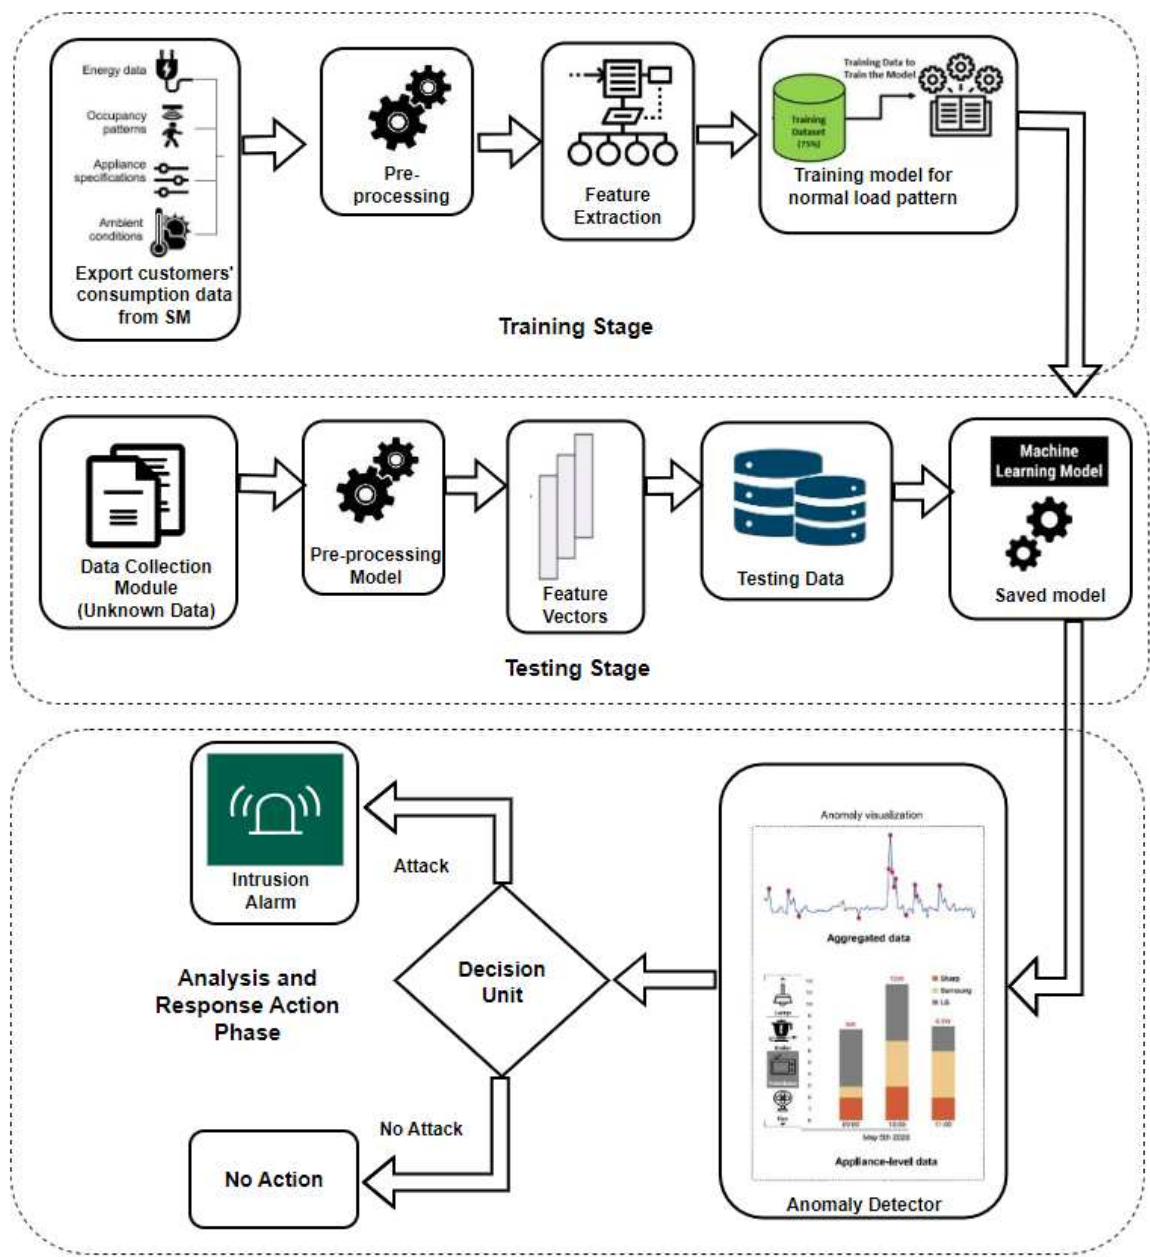 Energy data
Occupancy
patterns
Appliance
specifications
Ambient
conditions
Export customers'
consumption data
from SM
Pre-
processing
Feature
Extraction
Training Data to
Train the Model
Training
Dataset
(75%)
Training model for
normal load pattern
Training Stage
Data Collection
Module
(Unknown Data)
Pre-processing
Model
Feature
Vectors
Testing Data
Machine
Learning Model
Saved model
Testing Stage
Intrusion
Alarm
Attack
Decision
Unit
Analysis and
Response Action
Phase
No Attack
No Action
Anomaly visualization
Aggregated data
Sharp
Samsung
LG
May 5th 2020
Appliance-level data
Anomaly Detector